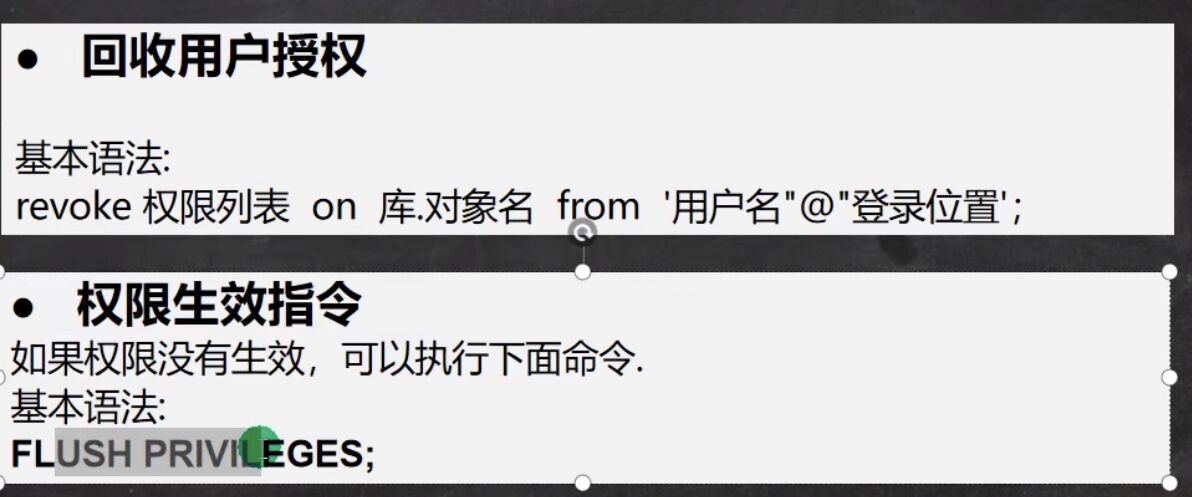 ● 回收用户授权
基本语法:
revoke 权限列表 on 库.对象名 from '用户名"@"登录位置';
● 权限生效指令
如果权限没有生效，可以执行下面命令.
基本语法:
FLUSH PRIVILEGES;